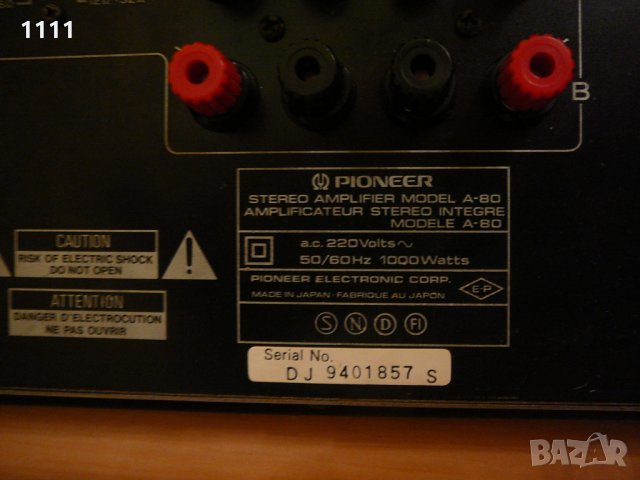 1111
B
PIONEER
STEREO AMPLIFIER MODEL A-80
AMPLIFICATEUR STEREO INTEGRE
MODELE A-80
a.c. 220Volts~
50/60Hz 1000Watts
PIONEER ELECTRONIC CORP.
MADE IN JAPAN·FABRIQUE AU JAPON
E-P
S N D FI
CAUTION
RISK OF ELECTRIC SHOCK
DO NOT OPEN
ATTENTION
DANGER D'ELECTROCUTION
NE PAS OUVRIR
Serial No.
DJ 9401857 S
BAZAR